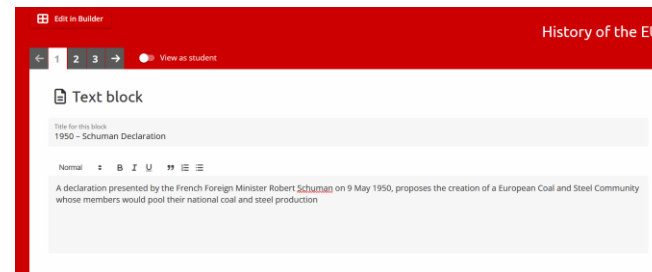 Edit in Builder
History of the EU
1 2 3 View as student
Text block
Title for this block
1950 – Schuman Declaration
Normal B I U
A declaration presented by the French Foreign Minister Robert Schuman on 9 May 1950, proposes the creation of a European Coal and Steel Community
whose members would pool their national coal and steel production